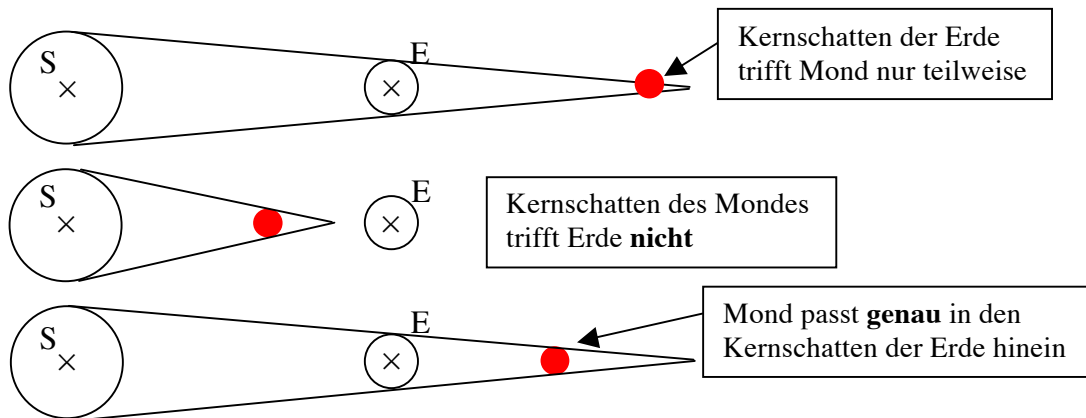 S
E
Kernschatten der Erde
trifft Mond nur teilweise
S
E
Kernschatten des Mondes
trifft Erde nicht
S
E
Mond passt genau in den
Kernschatten der Erde hinein